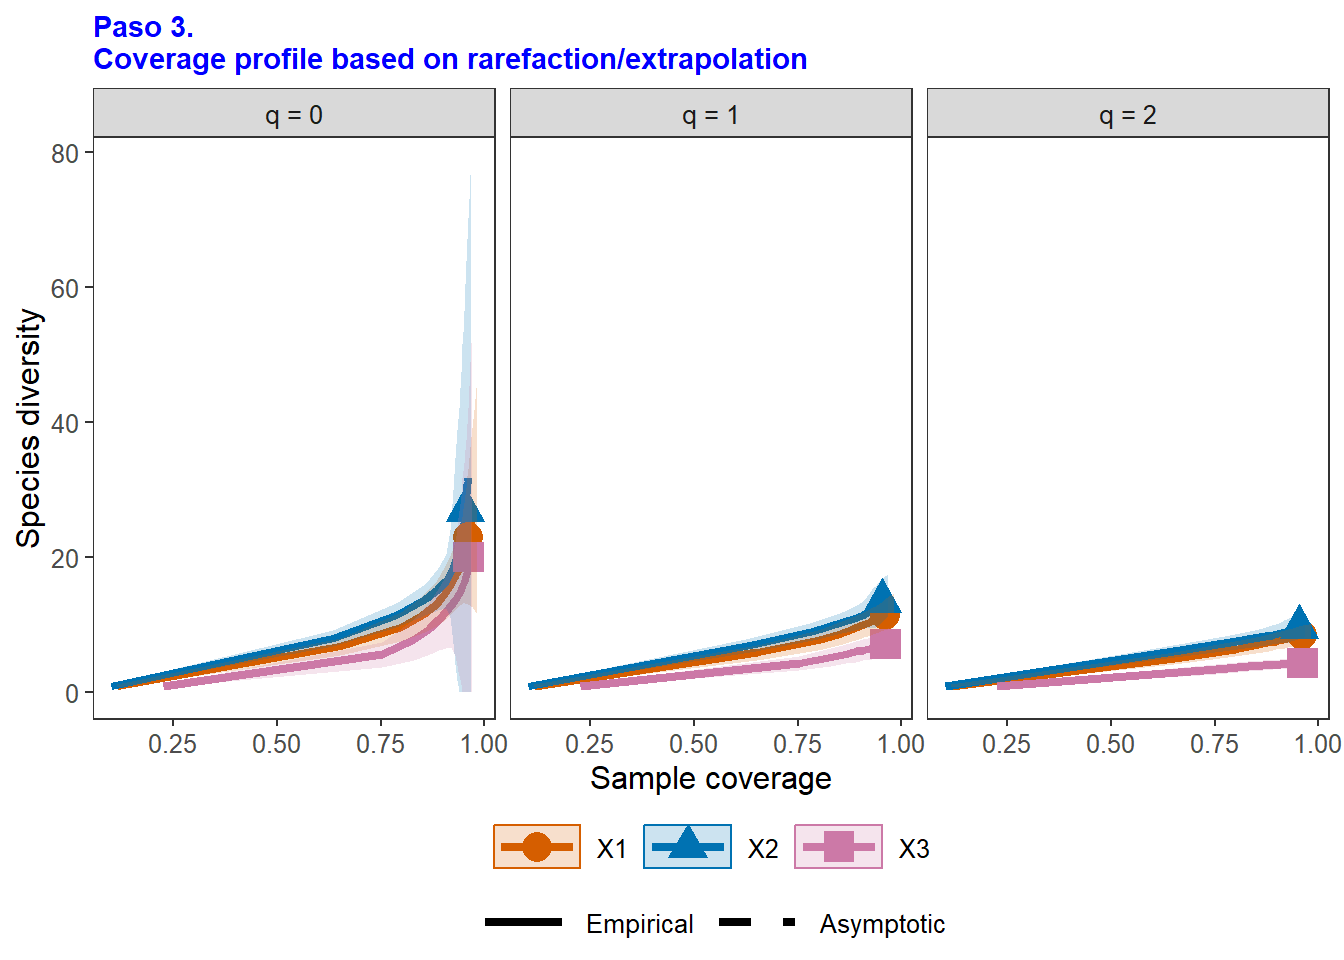 Paso 3.
Coverage profile based on rarefaction/extrapolation
q = 0
q = 1
q = 2
80
60
40
20
0
Species diversity
0.25 0.50 0.75 1.00
0.25 0.50 0.75 1.00
0.25 0.50 0.75 1.00
Sample coverage
X1 X2 X3
Empirical Asymptotic